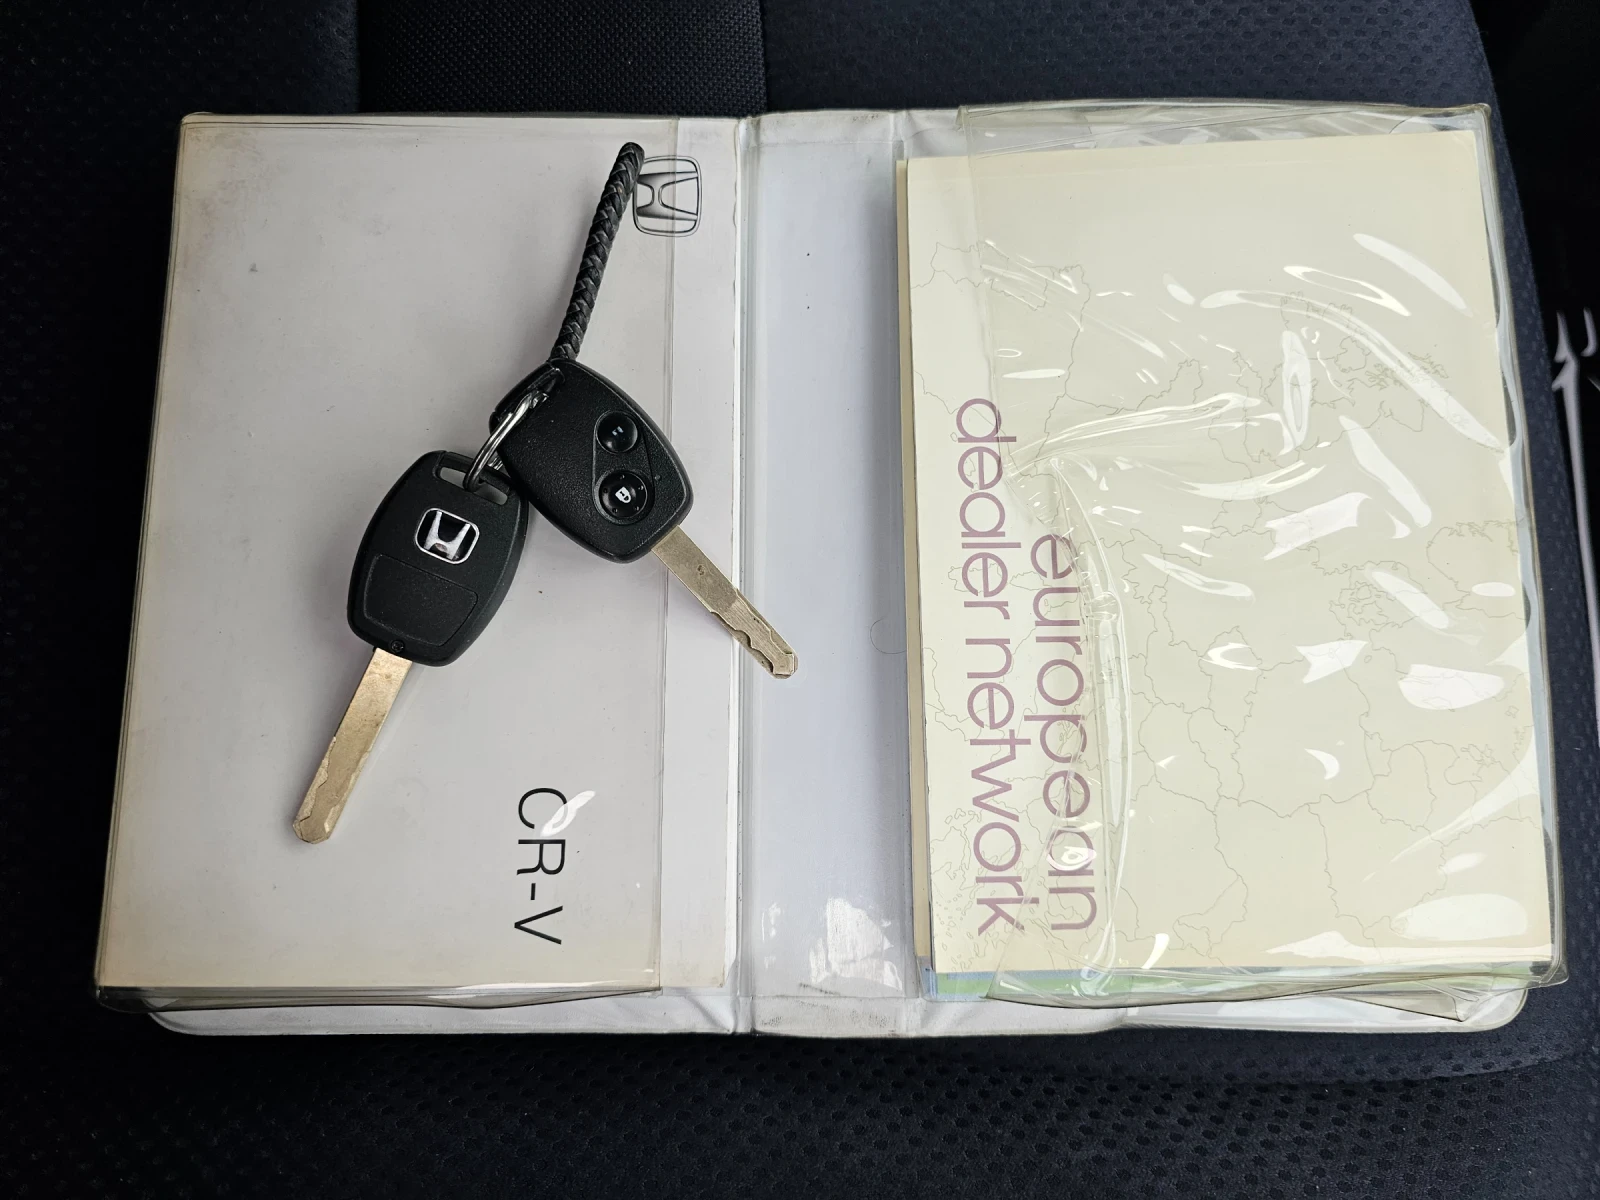 CR-V
european
dealer network